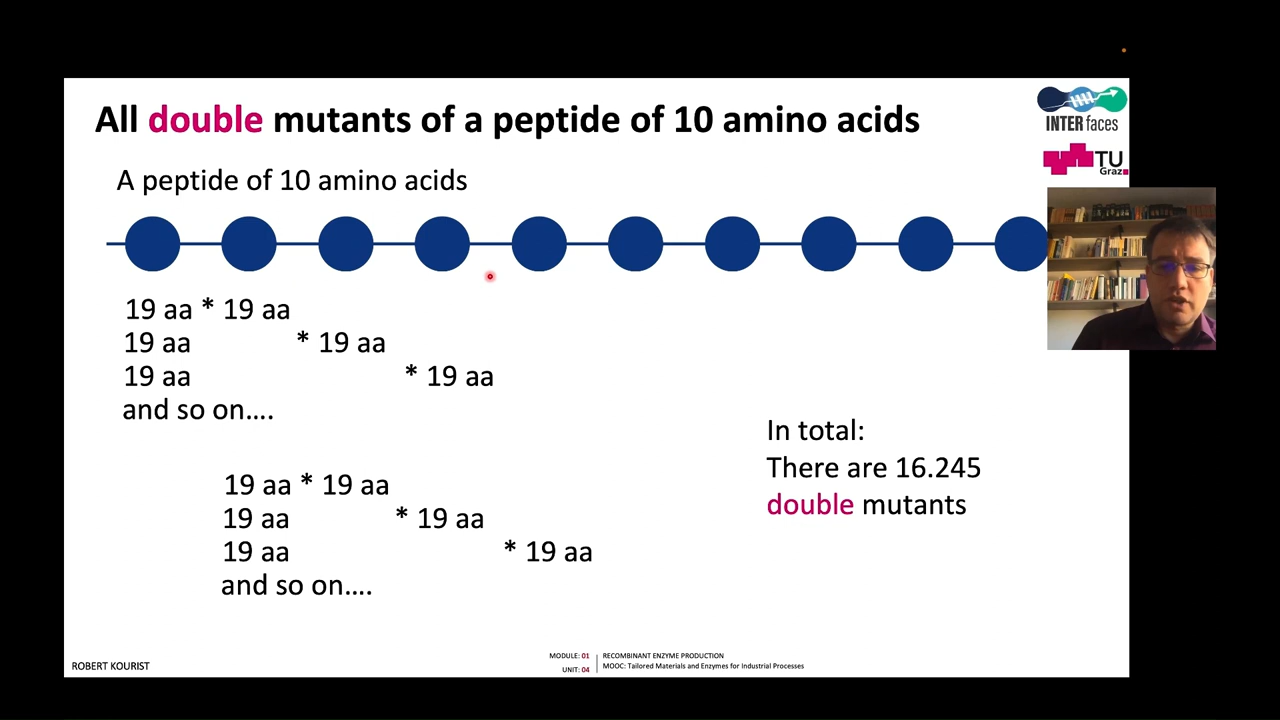 All double mutants of a peptide of 10 amino acids
INTERfaces
TU
Graz
A peptide of 10 amino acids
19 aa * 19 aa
19 aa * 19 aa
19 aa * 19 aa
and so on....
19 aa * 19 aa
19 aa * 19 aa
19 aa * 19 aa
and so on....
In total:
There are 16.245
double mutants
ROBERT KOURIST
MODULE: 01
UNIT: 04
RECOMBINANT ENZYME PRODUCTION
MOOC: Tailored Materials and Enzymes for Industrial Processes